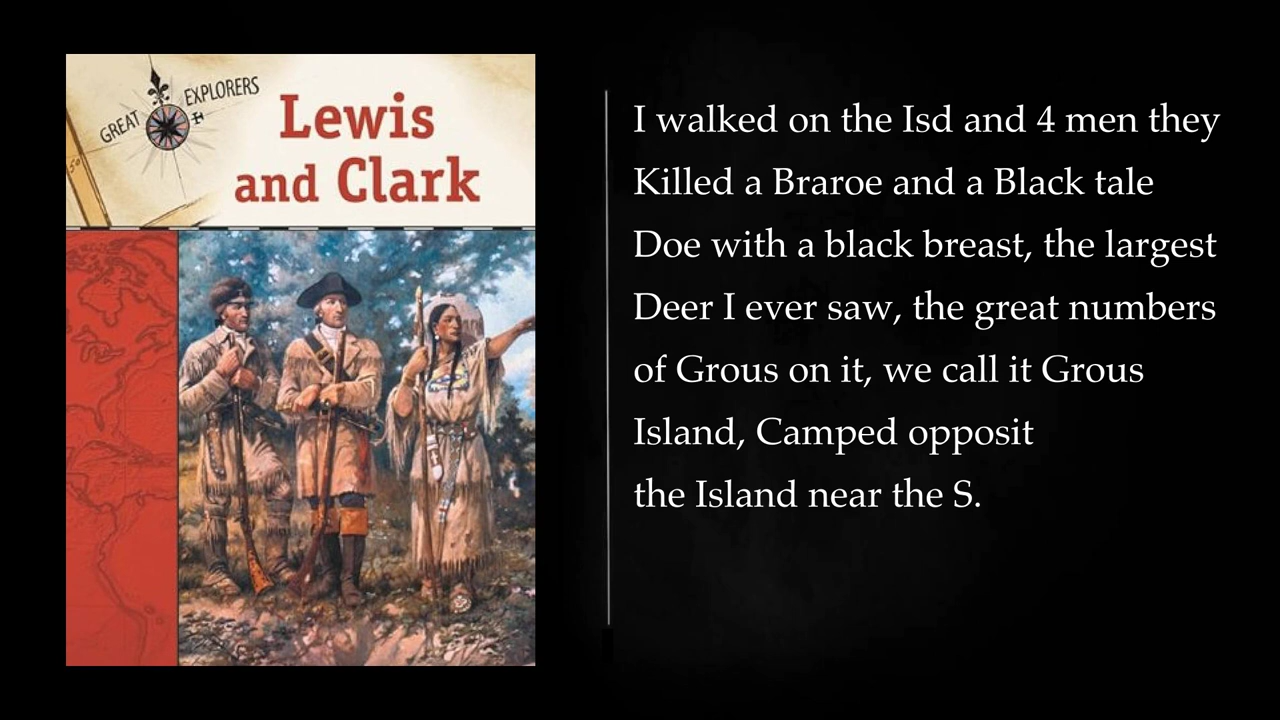 GREAT EXPLORERS
Lewis
and Clark
50
I walked on the Isd and 4 men they
Killed a Braroe and a Black tale
Doe with a black breast, the largest
Deer I ever saw, the great numbers
of Grous on it, we call it Grous
Island, Camped opposit
the Island near the S.